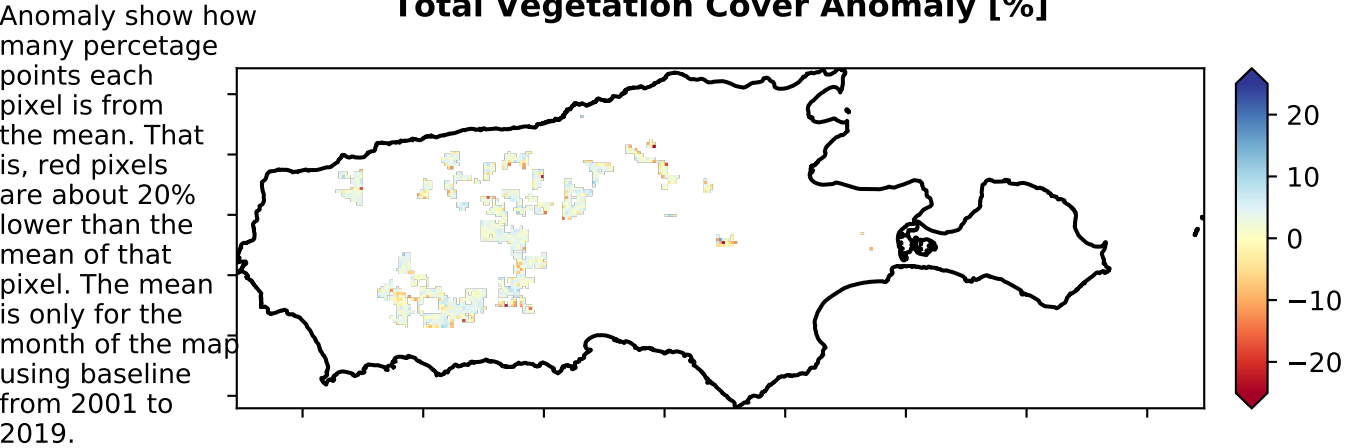 Total Vegetation Cover Anomaly [%]
Anomaly show how
many percetage
points each
pixel is from
the mean. That
is, red pixels
are about 20%
lower than the
mean of that
pixel. The mean
is only for the
month of the map
using baseline
from 2001 to
2019.
20
10
0
−10
−20